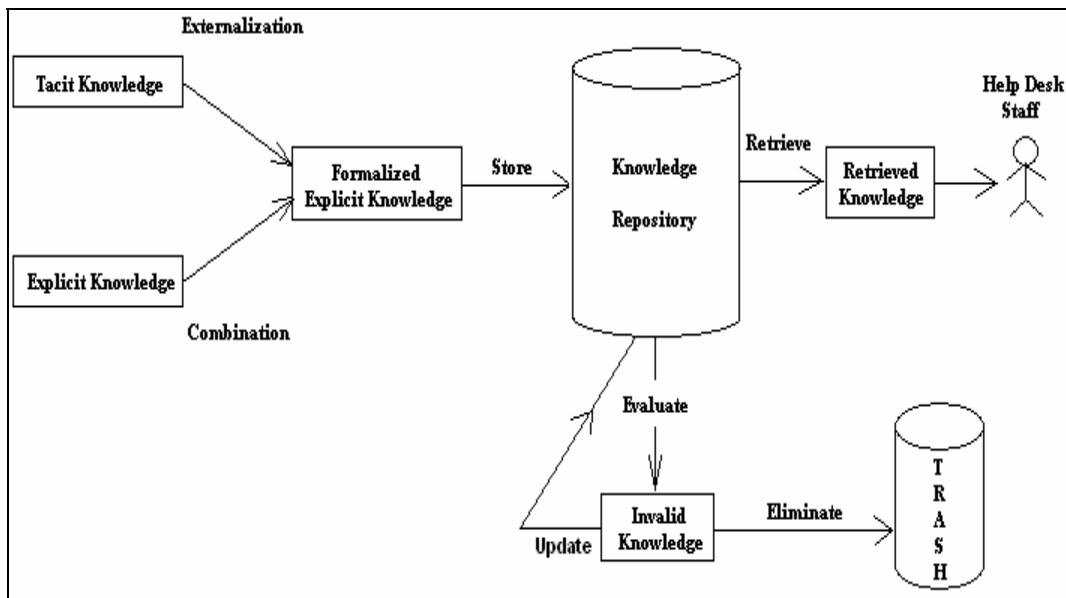 Externalization
Tacit Knowledge
Help Desk
Staff
Formalized
Explicit Knowledge
Store
Knowledge
Repository
Retrieve
Retrieved
Knowledge
Explicit Knowledge
Combination
Evaluate
Invalid
Knowledge
Update
Eliminate
T
R
A
S
H